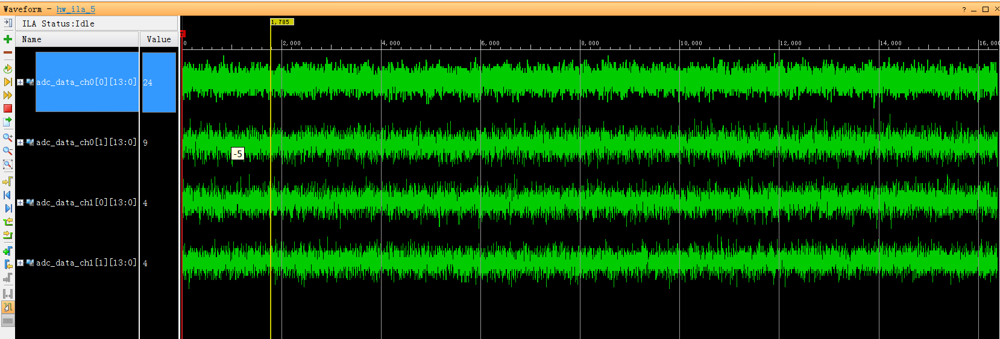 Waveform - hw_ila_5
ILA Status:Idle
Name Value
1,785
0 2,000 4,000 6,000 8,000 10,000 12,000 14,000 16,000
adc_data_ch0[0][13:0] 24
adc_data_ch0[1][13:0] 9
-5
adc_data_ch1[0][13:0] 4
adc_data_ch1[1][13:0] 4